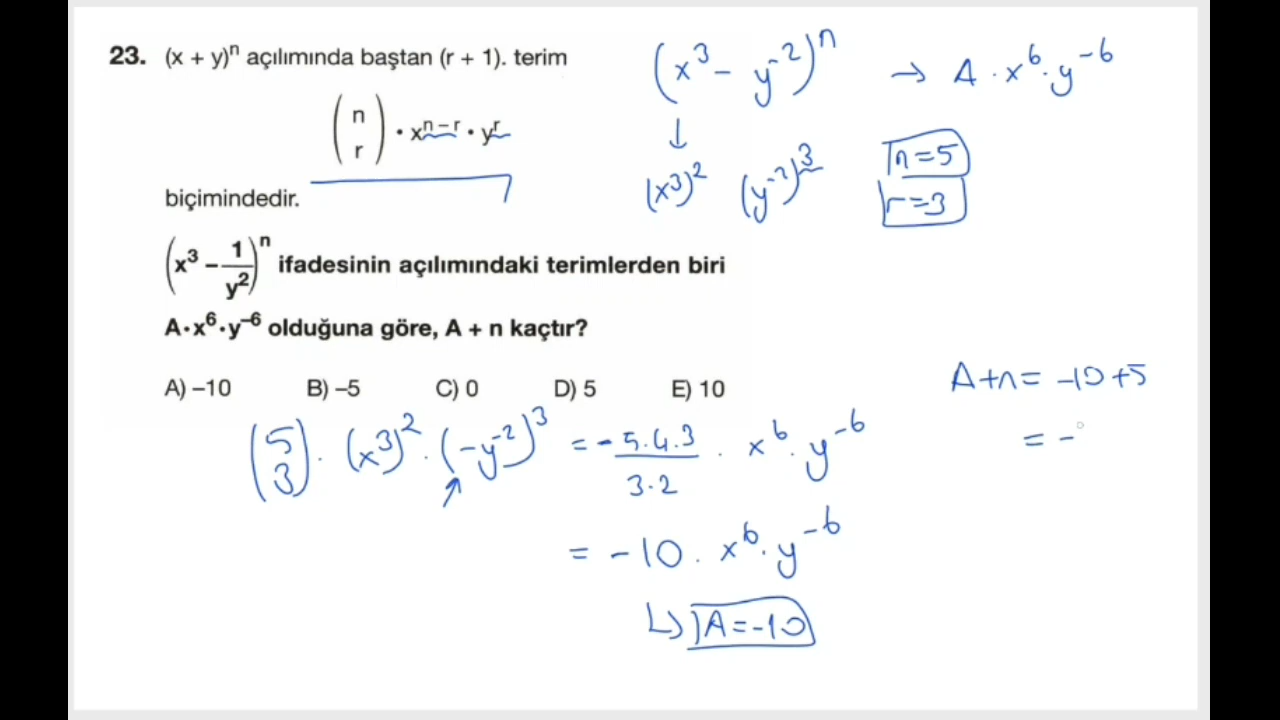 23. (x + y)ⁿ açılımında baştan (r + 1). terim
(n r) · xⁿ⁻ʳ · yʳ
biçimindedir.
(x³ − 1/y²)ⁿ ifadesinin açılımındaki terimlerden biri
A·x⁶·y⁻⁶ olduğuna göre, A + n kaçtır?
A) –10 B) –5 C) 0 D) 5 E) 10
(x³ − y⁻²)ⁿ → A · x⁶ · y⁻⁶
↓
(x³)² (y⁻²)³
n=5
r=3
(5 3) · (x³)² · (−y⁻²)³ = − 5.4.3 / 3.2 · x⁶ · y⁻⁶
= −10 · x⁶ · y⁻⁶
↳ A = −10
A+n = −10+5
= −